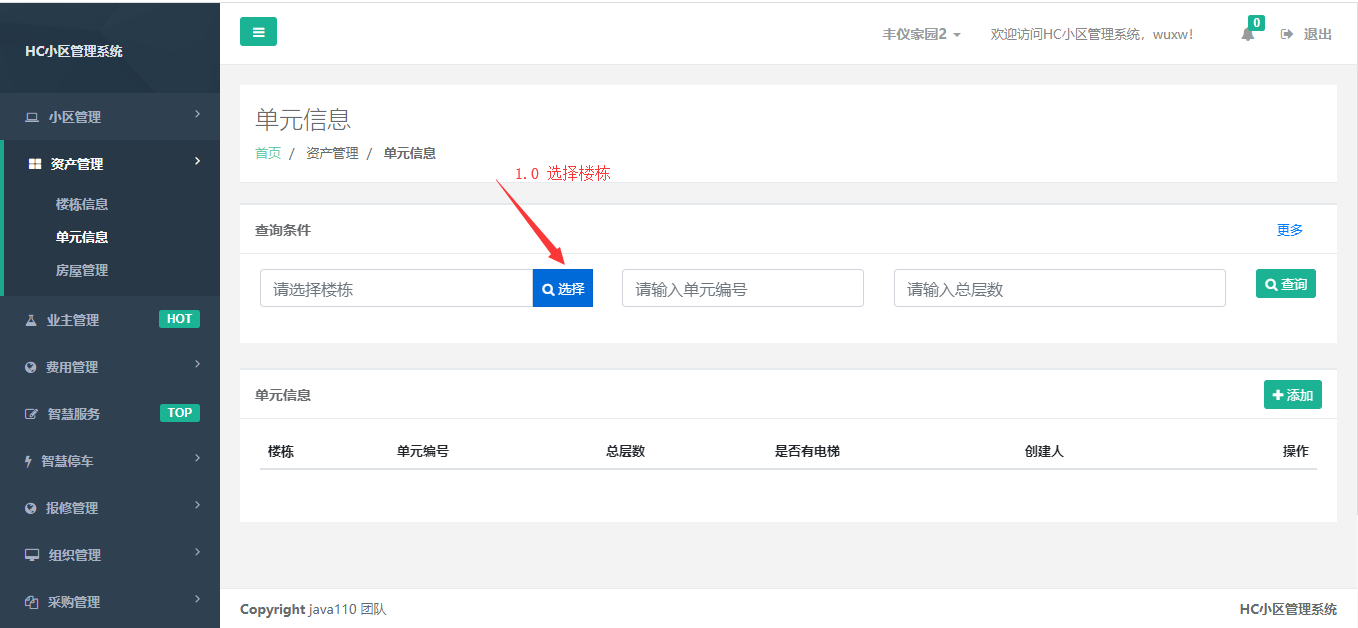 HC小区管理系统
丰仪家园2
欢迎访问HC小区管理系统，wuxw!
0
退出
小区管理
资产管理
楼栋信息
单元信息
房屋管理
业主管理 HOT
费用管理
智慧服务 TOP
智慧停车
报修管理
组织管理
采购管理
单元信息
首页 / 资产管理 / 单元信息
1.0 选择楼栋
查询条件 更多
请选择楼栋 选择 请输入单元编号 请输入总层数 查询
单元信息 添加
楼栋 单元编号 总层数 是否有电梯 创建人 操作
Copyright java110 团队 HC小区管理系统